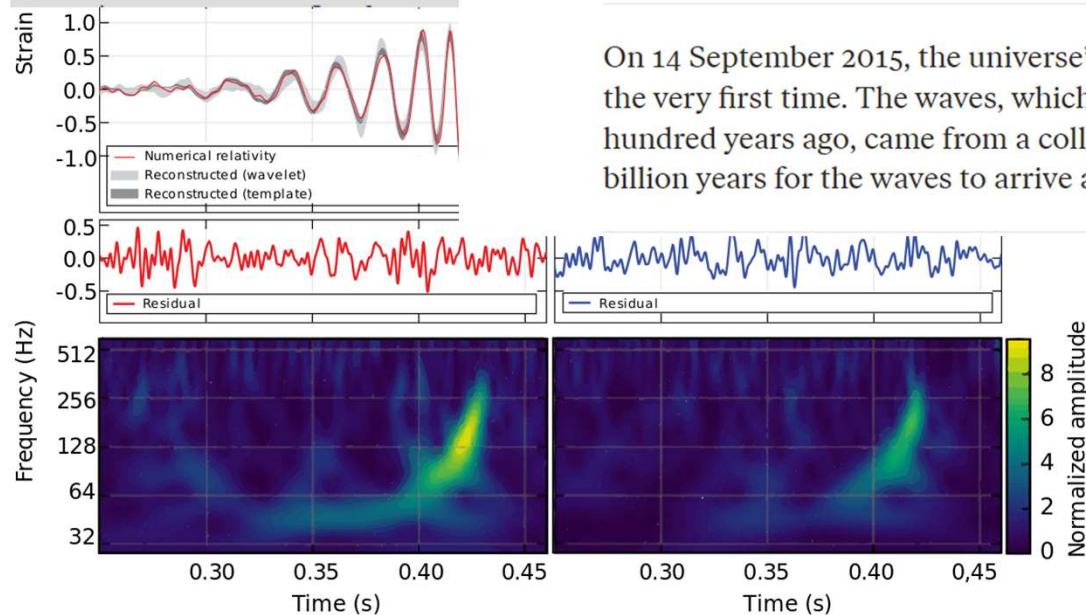 Strain
1.0
0.5
0.0
-0.5
-1.0
Numerical relativity
Reconstructed (wavelet)
Reconstructed (template)
On 14 September 2015, the universe’
the very first time. The waves, which
hundred years ago, came from a coll
billion years for the waves to arrive a
0.5
0.0
-0.5
Residual
Residual
Frequency (Hz)
512
256
128
64
32
0.30
0.35
0.40
0.45
Time (s)
0.30
0.35
0.40
0,45
Time (s)
Normalized amplitude
8
6
4
2
0